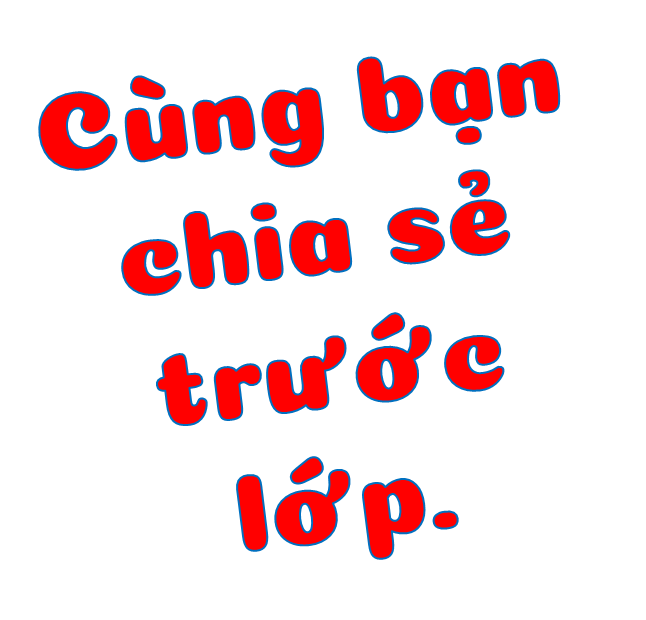 Cùng bạn
chia sẻ
trước
lớp.